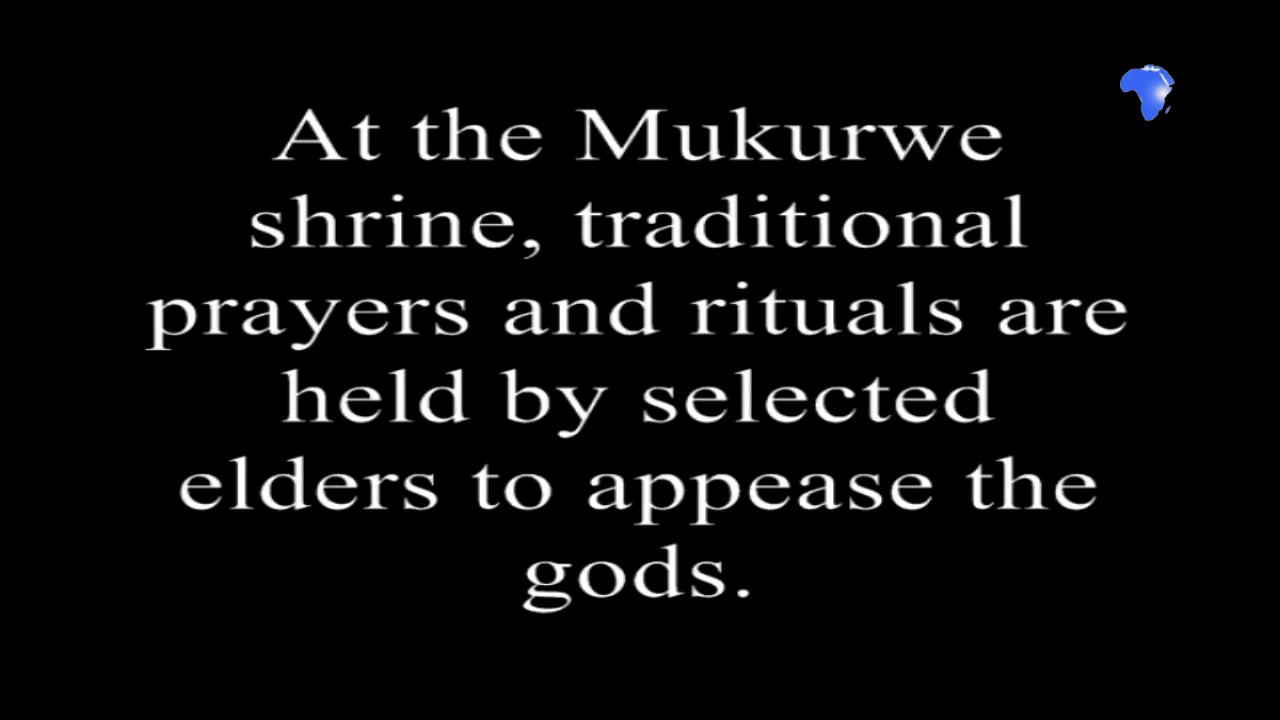 At the Mukurwe
shrine, traditional
prayers and rituals are
held by selected
elders to appease the
gods.